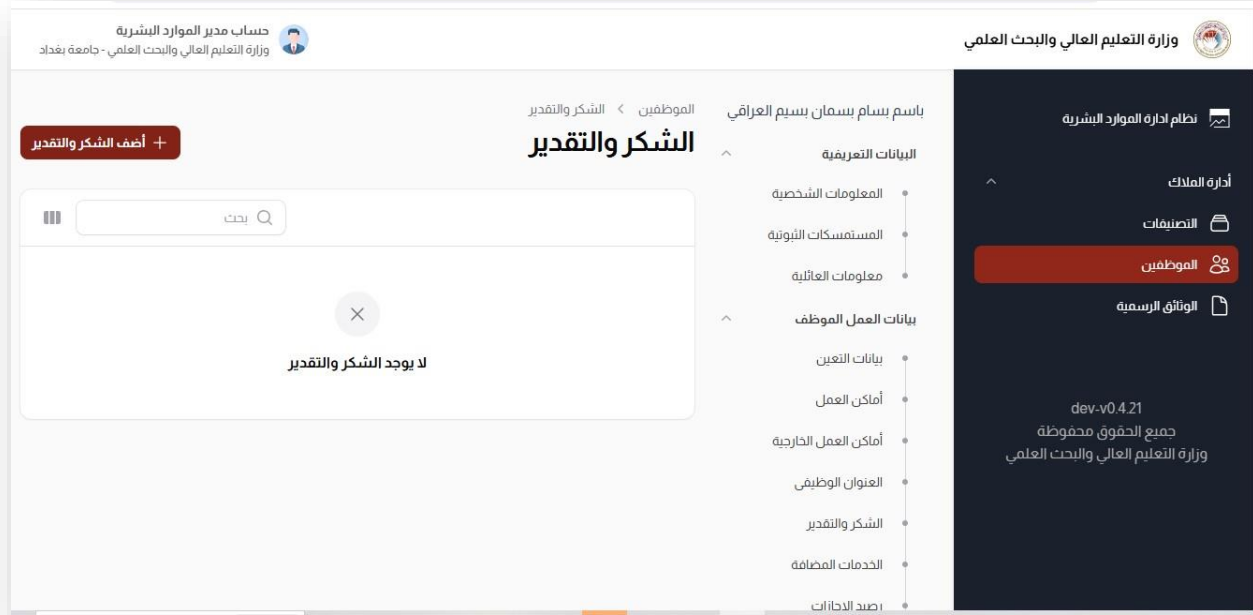 وزارة التعليم العالي والبحث العلمي
حساب مدير الموارد البشرية
وزارة التعليم العالي والبحث العلمي - جامعة بغداد
نظام ادارة الموارد البشرية
أدارة الملاك
التصنيفات
الموظفين
الوثائق الرسمية
dev-v0.4.21
جميع الحقوق محفوظة
وزارة التعليم العالي والبحث العلمي
باسم بسام بسمان بسيم العراقي
البيانات التعريفية
المعلومات الشخصية
المستمسكات الثبوتية
معلومات العائلية
بيانات العمل الموظف
بيانات التعين
أماكن العمل
أماكن العمل الخارجية
العنوان الوظيفي
الشكر والتقدير
الخدمات المضافة
رصيد الاجازات
الموظفين > الشكر والتقدير
الشكر والتقدير
+ أضف الشكر والتقدير
بحث
لا يوجد الشكر والتقدير